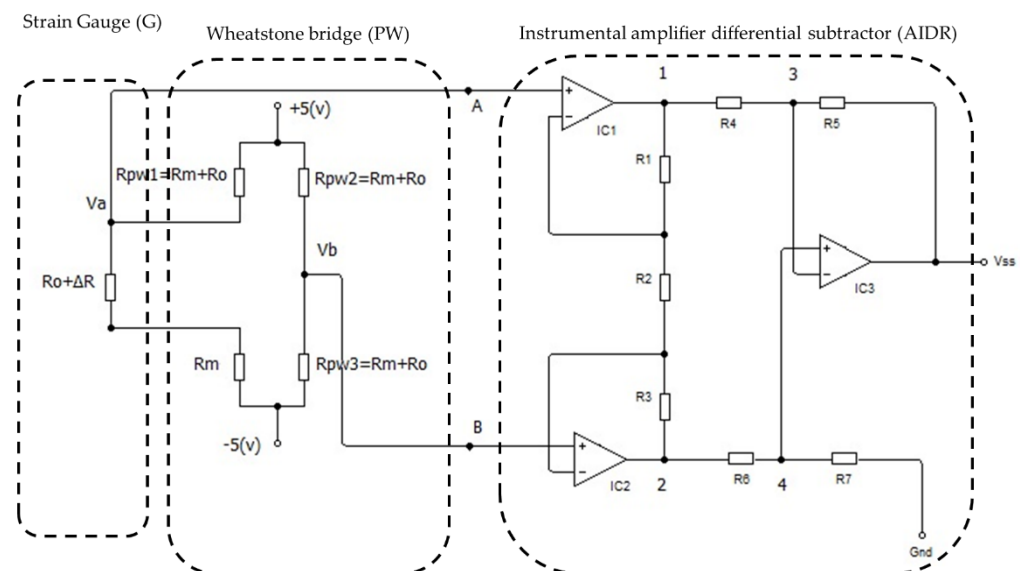 Strain Gauge (G)
Wheatstone bridge (PW)
Instrumental amplifier differential subtractor (AIDR)
1
3
+5(v)
A
IC1
R4
R5
R1
Rpw1=Rm+Ro
Rpw2=Rm+Ro
Va
Vb
Ro+ΔR
R2
IC3
Vss
Rm
Rpw3=Rm+Ro
R3
-5(v)
B
IC2
2
R6
4
R7
Gnd